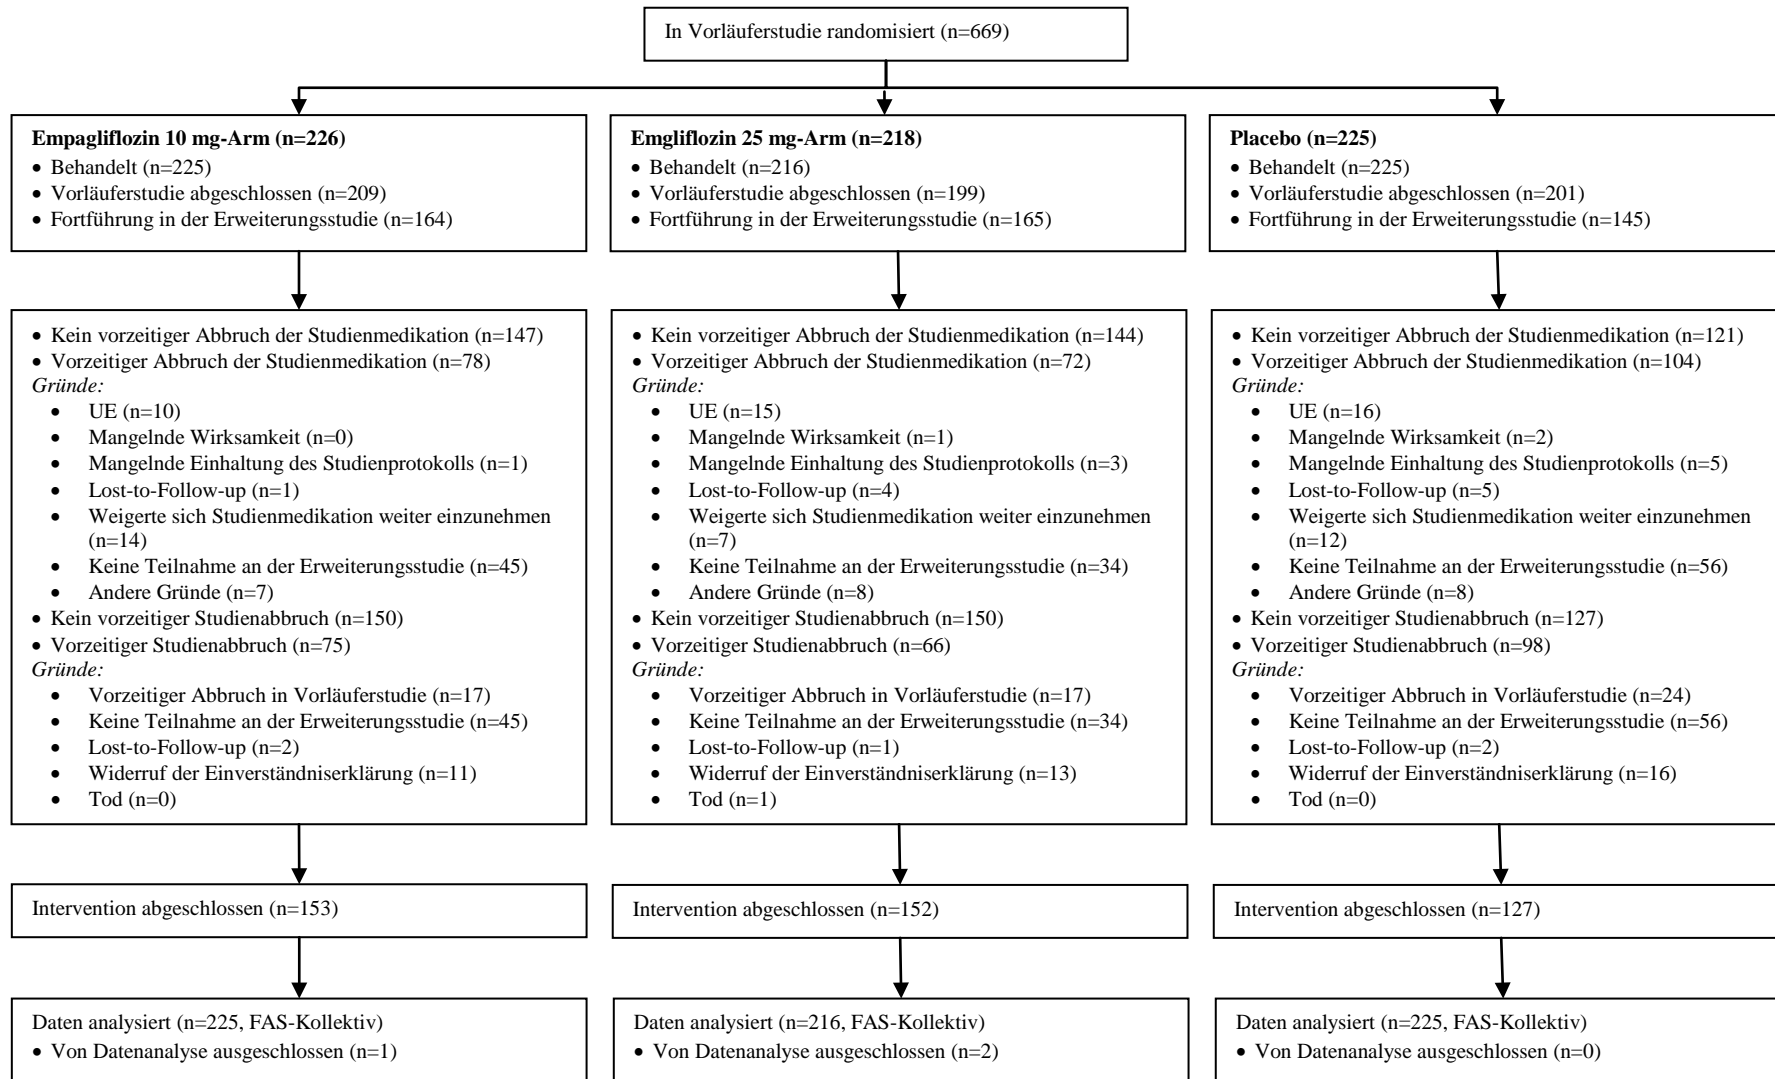 In Vorläuferstudie randomisiert (n=669)
Empagliflozin 10 mg-Arm (n=226)
• Behandelt (n=225)
• Vorläuferstudie abgeschlossen (n=209)
• Fortführung in der Erweiterungsstudie (n=164)
Emgliflozin 25 mg-Arm (n=218)
• Behandelt (n=216)
• Vorläuferstudie abgeschlossen (n=199)
• Fortführung in der Erweiterungsstudie (n=165)
Placebo (n=225)
• Behandelt (n=225)
• Vorläuferstudie abgeschlossen (n=201)
• Fortführung in der Erweiterungsstudie (n=145)
• Kein vorzeitiger Abbruch der Studienmedikation (n=147)
• Vorzeitiger Abbruch der Studienmedikation (n=78)
Gründe:
• UE (n=10)
• Mangelnde Wirksamkeit (n=0)
• Mangelnde Einhaltung des Studienprotokolls (n=1)
• Lost-to-Follow-up (n=1)
• Weigerte sich Studienmedikation weiter einzunehmen
(n=14)
• Keine Teilnahme an der Erweiterungsstudie (n=45)
• Andere Gründe (n=7)
• Kein vorzeitiger Studienabbruch (n=150)
• Vorzeitiger Studienabbruch (n=75)
Gründe:
• Vorzeitiger Abbruch in Vorläuferstudie (n=17)
• Keine Teilnahme an der Erweiterungsstudie (n=45)
• Lost-to-Follow-up (n=2)
• Widerruf der Einverständniserklärung (n=11)
• Tod (n=0)
• Kein vorzeitiger Abbruch der Studienmedikation (n=144)
• Vorzeitiger Abbruch der Studienmedikation (n=72)
Gründe:
• UE (n=15)
• Mangelnde Wirksamkeit (n=1)
• Mangelnde Einhaltung des Studienprotokolls (n=3)
• Lost-to-Follow-up (n=4)
• Weigerte sich Studienmedikation weiter einzunehmen
(n=7)
• Keine Teilnahme an der Erweiterungsstudie (n=34)
• Andere Gründe (n=8)
• Kein vorzeitiger Studienabbruch (n=150)
• Vorzeitiger Studienabbruch (n=66)
Gründe:
• Vorzeitiger Abbruch in Vorläuferstudie (n=17)
• Keine Teilnahme an der Erweiterungsstudie (n=34)
• Lost-to-Follow-up (n=1)
• Widerruf der Einverständniserklärung (n=13)
• Tod (n=1)
• Kein vorzeitiger Abbruch der Studienmedikation (n=121)
• Vorzeitiger Abbruch der Studienmedikation (n=104)
Gründe:
• UE (n=16)
• Mangelnde Wirksamkeit (n=2)
• Mangelnde Einhaltung des Studienprotokolls (n=5)
• Lost-to-Follow-up (n=5)
• Weigerte sich Studienmedikation weiter einzunehmen
(n=12)
• Keine Teilnahme an der Erweiterungsstudie (n=56)
• Andere Gründe (n=8)
• Kein vorzeitiger Studienabbruch (n=127)
• Vorzeitiger Studienabbruch (n=98)
Gründe:
• Vorzeitiger Abbruch in Vorläuferstudie (n=24)
• Keine Teilnahme an der Erweiterungsstudie (n=56)
• Lost-to-Follow-up (n=2)
• Widerruf der Einverständniserklärung (n=16)
• Tod (n=0)
Intervention abgeschlossen (n=153)
Intervention abgeschlossen (n=152)
Intervention abgeschlossen (n=127)
Daten analysiert (n=225, FAS-Kollektiv)
• Von Datenanalyse ausgeschlossen (n=1)
Daten analysiert (n=216, FAS-Kollektiv)
• Von Datenanalyse ausgeschlossen (n=2)
Daten analysiert (n=225, FAS-Kollektiv)
• Von Datenanalyse ausgeschlossen (n=0)